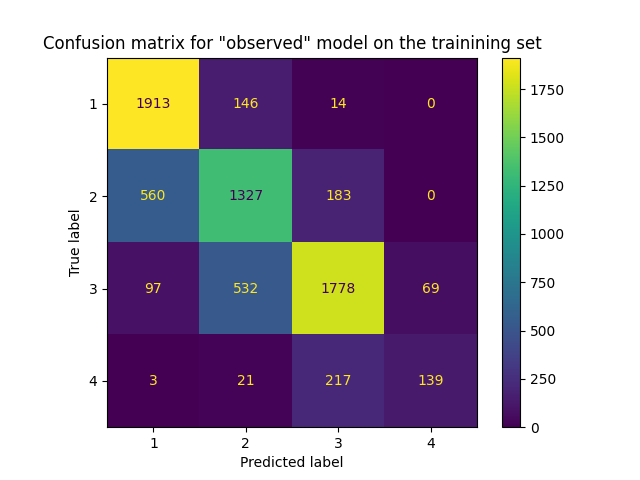 Confusion matrix for "observed" model on the trainining set
1 1913 146 14 0
2 560 1327 183 0
3 97 532 1778 69
4 3 21 217 139
1 2 3 4
Predicted label
True label
1750
1500
1250
1000
750
500
250
0